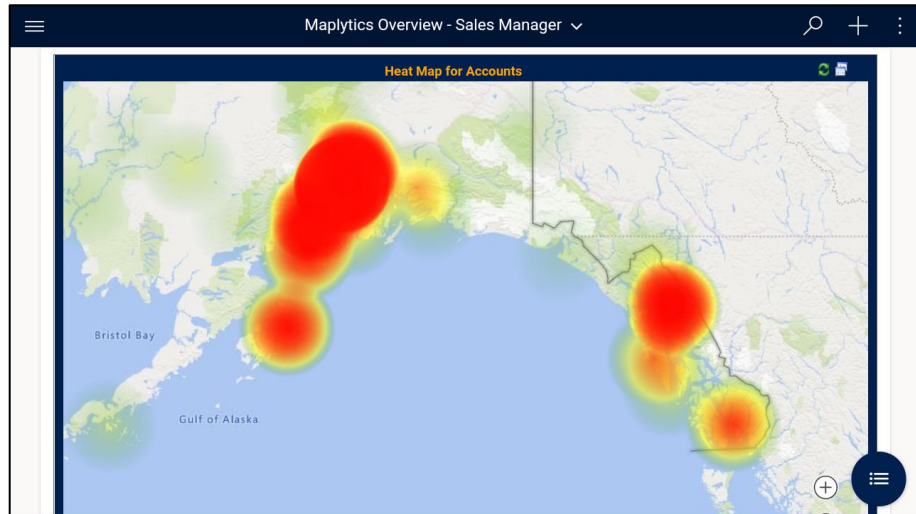 Maplytics Overview - Sales Manager
Heat Map for Accounts
Bristol Bay
Gulf of Alaska